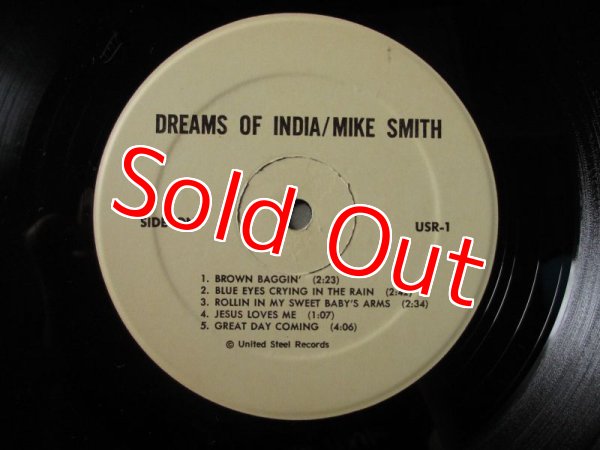 DREAMS OF INDIA/MIKE SMITH
Sold Out
USR-1
1. BROWN BAGGIN' (2:23)
2. BLUE EYES CRYING IN THE RAIN
3. ROLLIN IN MY SWEET BABY'S ARMS (2:34)
4. JESUS LOVES ME (1:07)
5. GREAT DAY COMING (4:06)
© United Steel Records